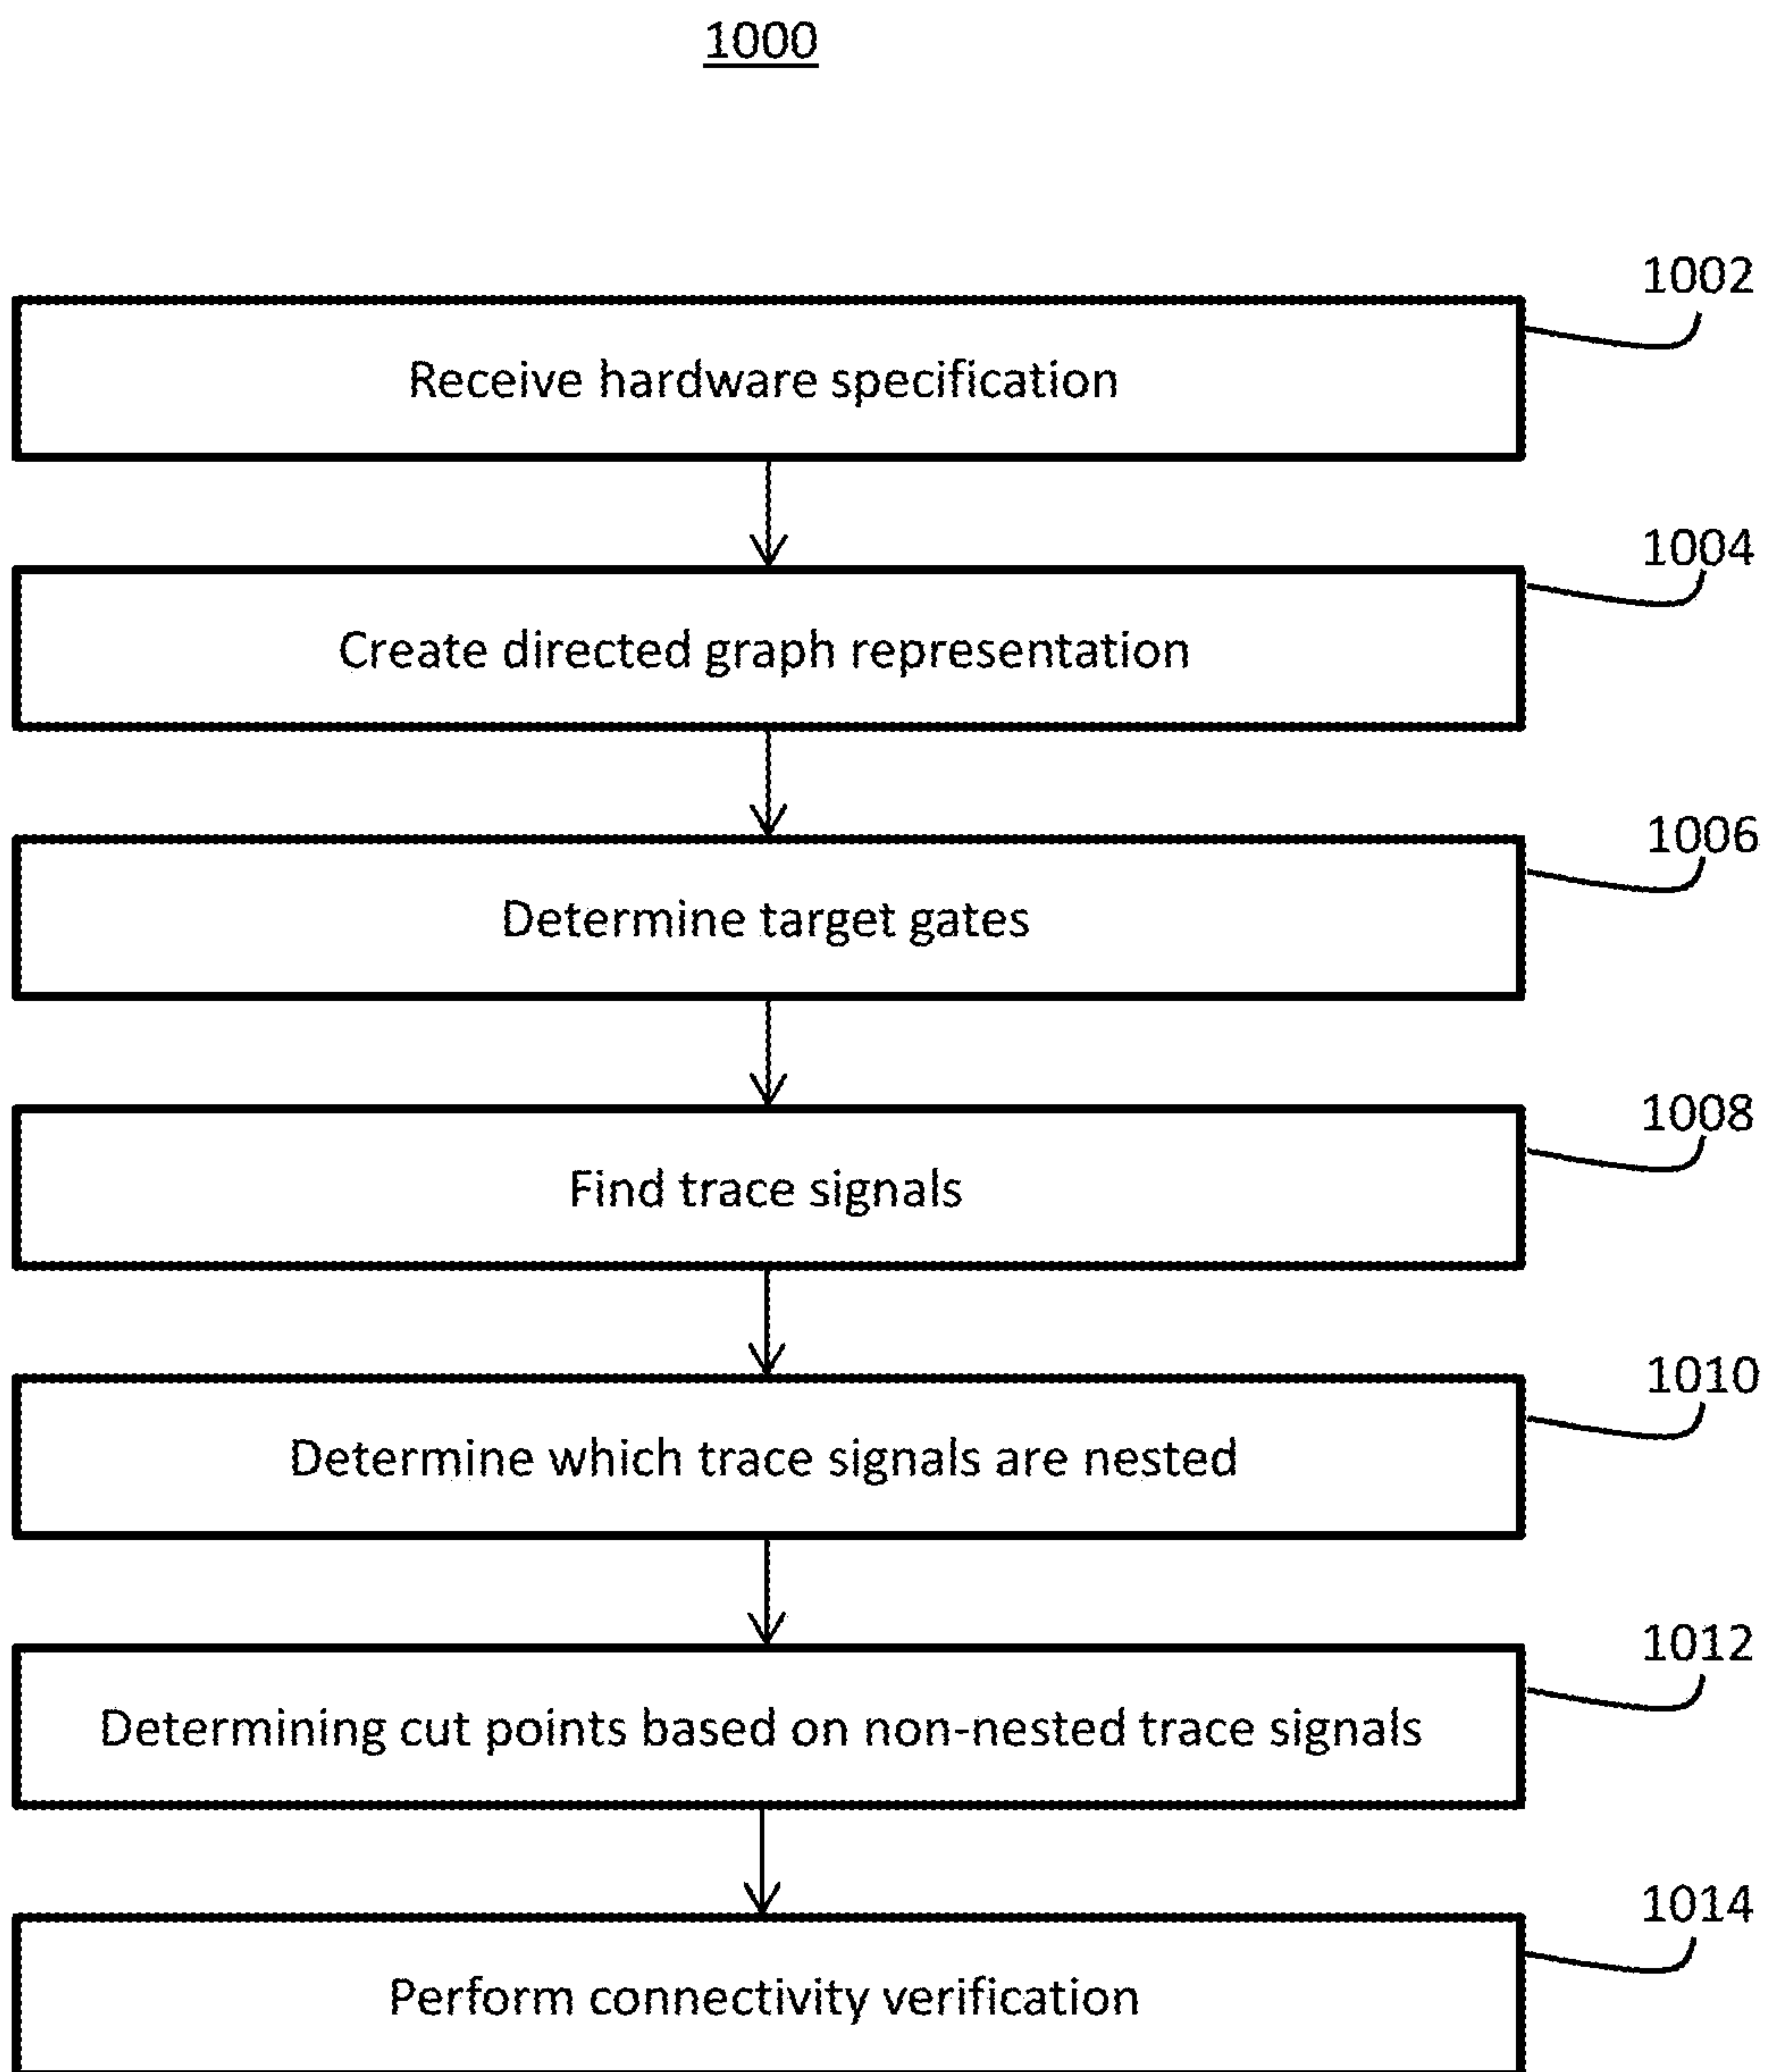 1000
1002
Receive hardware specification
1004
Create directed graph representation
1006
Determine target gates
1008
Find trace signals
1010
Determine which trace signals are nested
1012
Determining cut points based on non-nested trace signals
1014
Perform connectivity verification